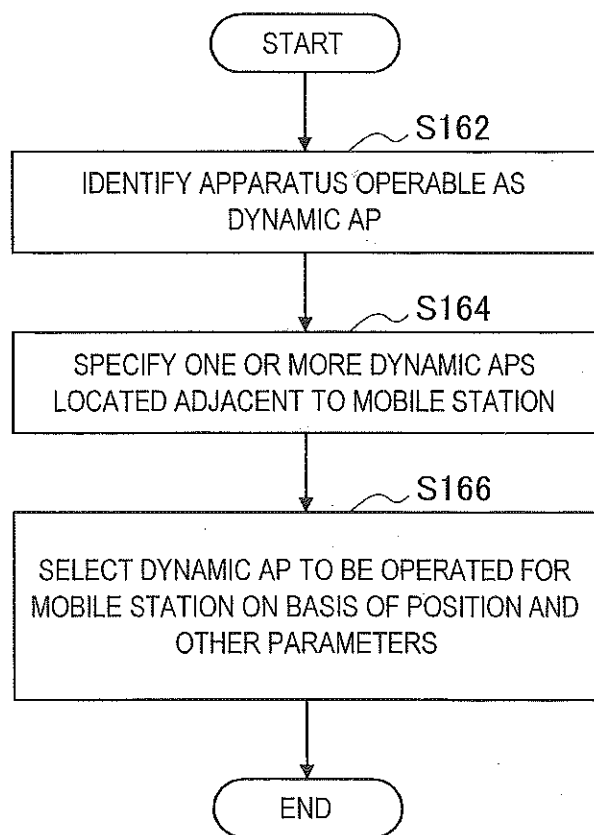 START
S162
IDENTIFY APPARATUS OPERABLE AS
DYNAMIC AP
S164
SPECIFY ONE OR MORE DYNAMIC APS
LOCATED ADJACENT TO MOBILE STATION
S166
SELECT DYNAMIC AP TO BE OPERATED FOR
MOBILE STATION ON BASIS OF POSITION AND
OTHER PARAMETERS
END